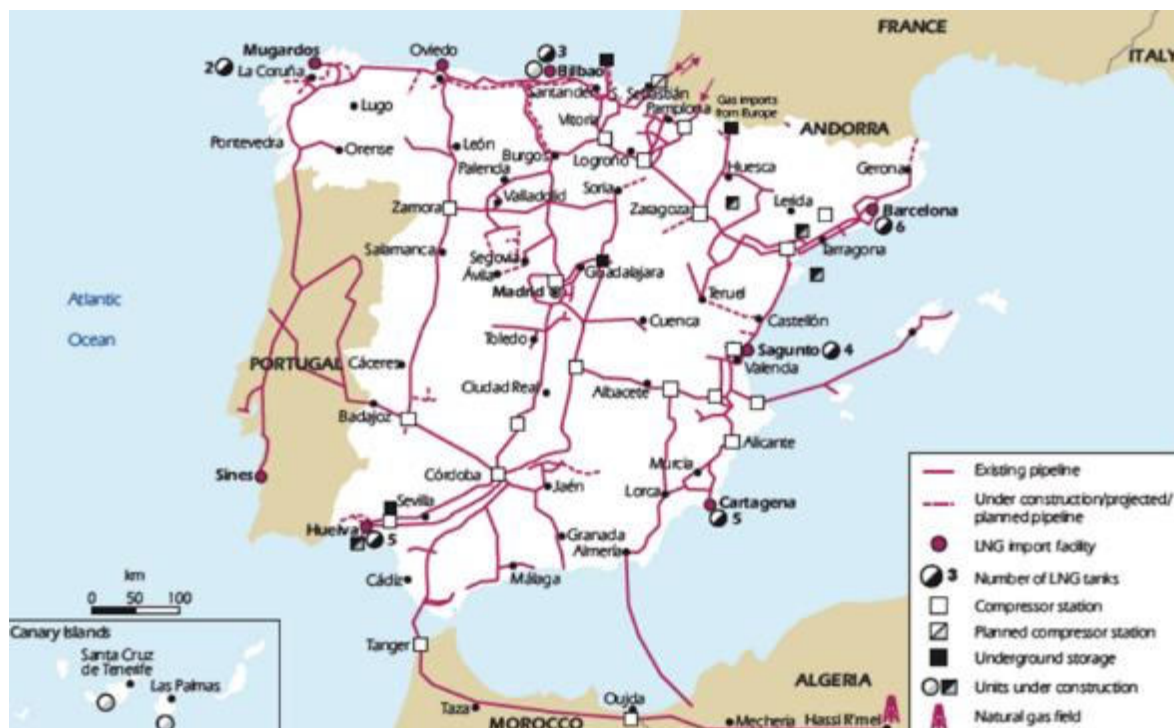 FRANCE
ITALY
Mugardos
2
La Coruña
Oviedo
3
Bilbao
Santander
S. Sebastián
Pamplona
Gas imports
from Europe
ANDORRA
Lugo
Vitoria
Pontevedra
Orense
León
Burgos
Logroño
Palencia
Huesca
Gerona
Valladolid
Soria
Zamora
Zaragoza
Lerida
Barcelona
6
Tarragona
Salamanca
Segovia
Ávila
Guadalajara
Madrid
Teruel
Atlantic
Ocean
Cuenca
Castellón
Toledo
Sagunto
4
Valencia
PORTUGAL
Cáceres
Ciudad Real
Albacete
Badajoz
Alicante
Córdoba
Murcia
Sines
Jaén
Lorca
Sevilla
Cartagena
5
Huelva
5
Granada
Almería
Cádiz
Málaga
km
0 50 100
Canary Islands
Santa Cruz
de Tenerife
Las Palmas
Tanger
Taza
MOROCCO
Oujda
Mecheria
ALGERIA
Hassi R'mel
Existing pipeline
Under construction/projected/
planned pipeline
LNG import facility
3 Number of LNG tanks
Compressor station
Planned compressor station
Underground storage
Units under construction
Natural gas field